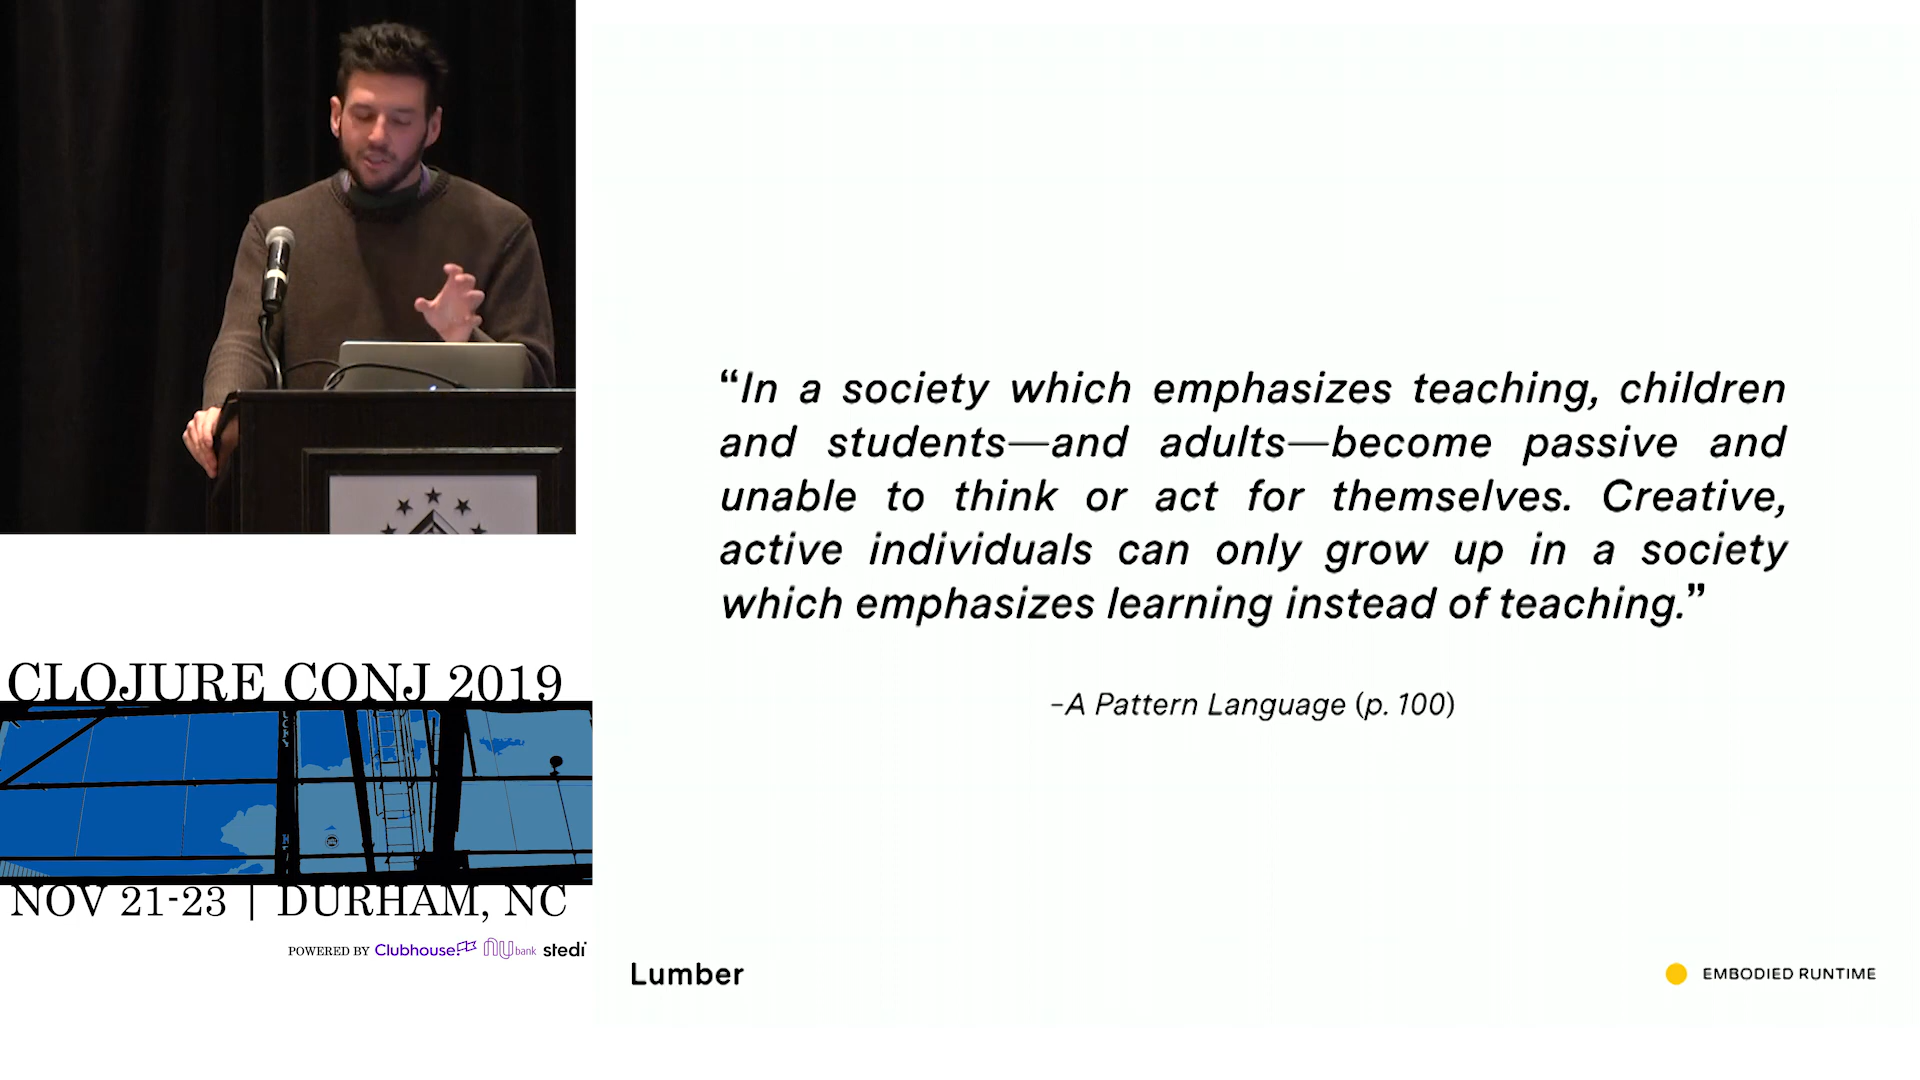 “In a society which emphasizes teaching, children
and students—and adults—become passive and
unable to think or act for themselves. Creative,
active individuals can only grow up in a society
which emphasizes learning instead of teaching.”
–A Pattern Language (p. 100)
CLOJURE CONJ 2019
NOV 21-23 | DURHAM, NC
POWERED BY Clubhouse nu bank stedi
Lumber
EMBODIED RUNTIME